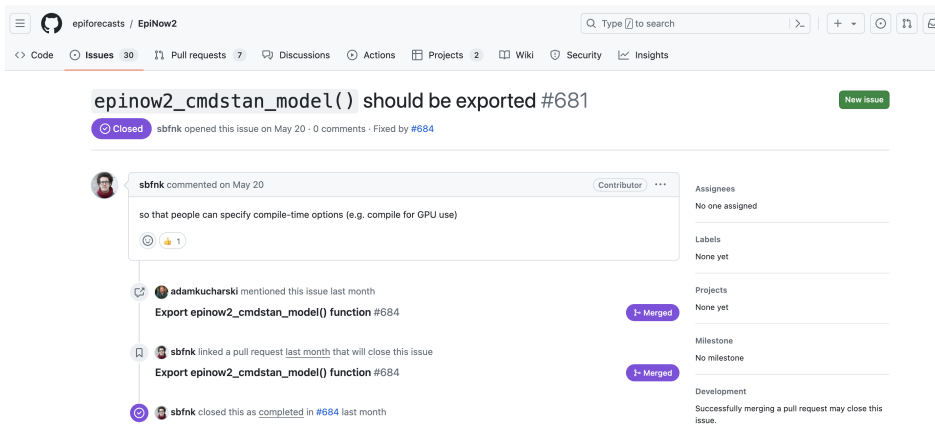 epiforecasts / EpiNow2
Type / to search
Code
Issues 30
Pull requests 7
Discussions
Actions
Projects 2
Wiki
Security
Insights
epinow2_cmdstan_model() should be exported #681
New issue
Closed
sbfnk opened this issue on May 20 · 0 comments · Fixed by #684
sbfnk commented on May 20
Contributor
so that people can specify compile-time options (e.g. compile for GPU use)
👍 1
adamkucharski mentioned this issue last month
Export epinow2_cmdstan_model() function #684
Merged
sbfnk linked a pull request last month that will close this issue
Export epinow2_cmdstan_model() function #684
Merged
sbfnk closed this as completed in #684 last month
Assignees
No one assigned
Labels
None yet
Projects
None yet
Milestone
No milestone
Development
Successfully merging a pull request may close this
issue.